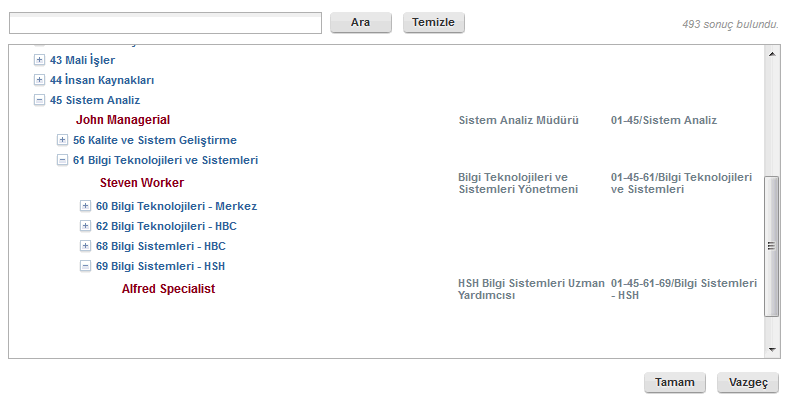 Ara
Temizle
493 sonuç bulundu.
43 Mali İşler
44 İnsan Kaynakları
45 Sistem Analiz
John Managerial
Sistem Analiz Müdürü
01-45/Sistem Analiz
56 Kalite ve Sistem Geliştirme
61 Bilgi Teknolojileri ve Sistemleri
Steven Worker
Bilgi Teknolojileri ve
Sistemleri Yönetmeni
01-45-61/Bilgi Teknolojileri
ve Sistemleri
60 Bilgi Teknolojileri - Merkez
62 Bilgi Teknolojileri - HBC
68 Bilgi Sistemleri - HBC
69 Bilgi Sistemleri - HSH
Alfred Specialist
HSH Bilgi Sistemleri Uzman
Yardımcısı
01-45-61-69/Bilgi Sistemleri
- HSH
Tamam
Vazgeç